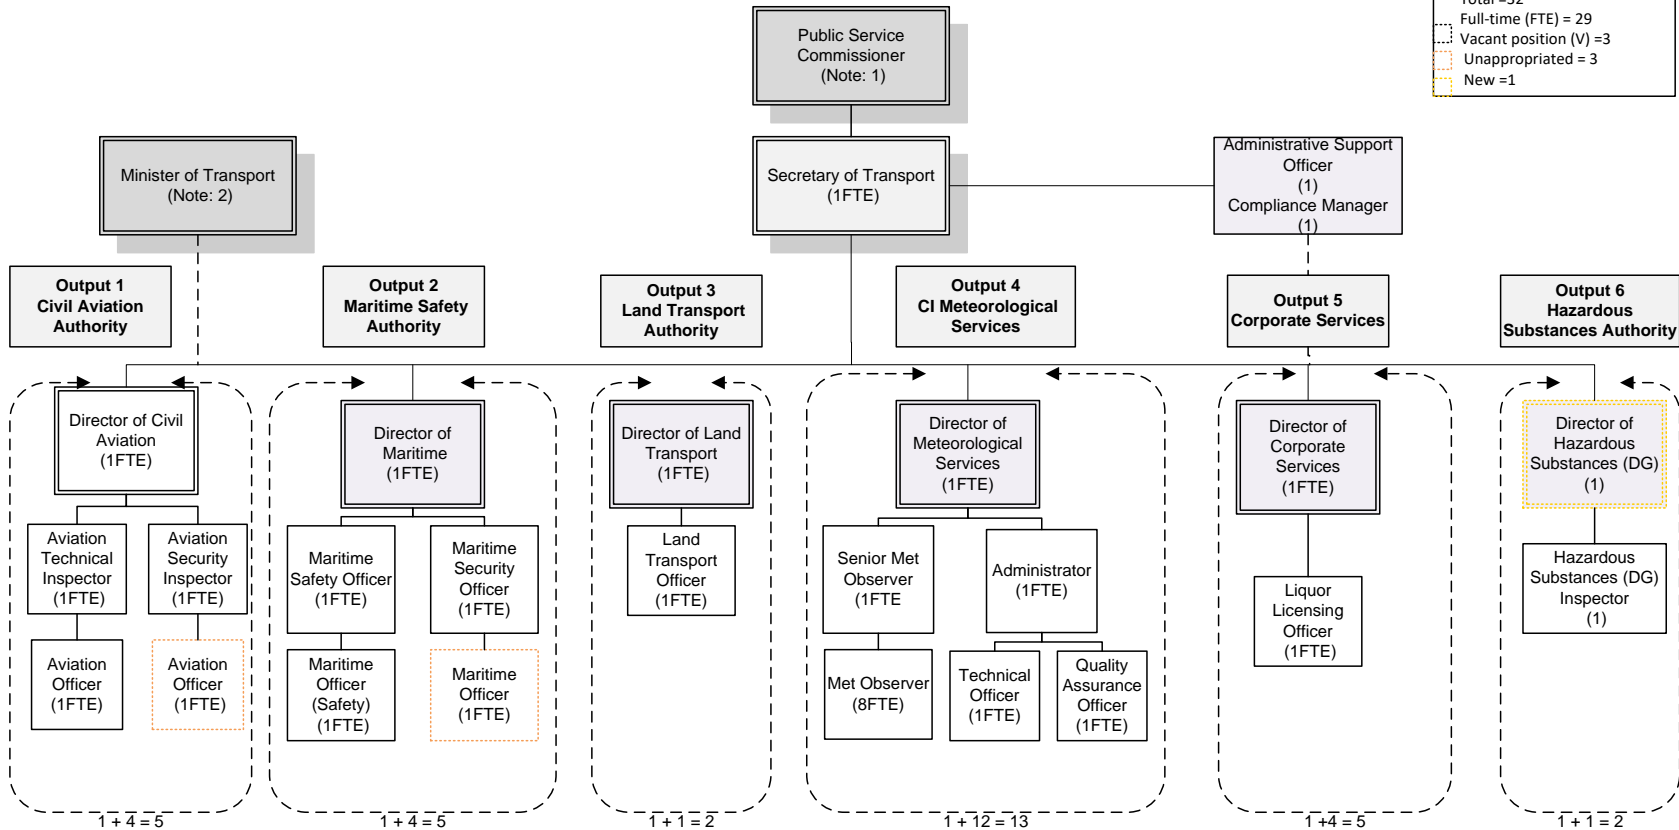 Total =32
Full-time (FTE) = 29
Vacant position (V) =3
Unappropriated = 3
New =1
Public Service
Commissioner
(Note: 1)
Minister of Transport
(Note: 2)
Secretary of Transport
(1FTE)
Administrative Support
Officer
(1)
Compliance Manager
(1)
Output 1
Civil Aviation
Authority
Output 2
Maritime Safety
Authority
Output 3
Land Transport
Authority
Output 4
CI Meteorological
Services
Output 5
Corporate Services
Output 6
Hazardous
Substances Authority
Director of Civil
Aviation
(1FTE)
Director of
Maritime
(1FTE)
Director of Land
Transport
(1FTE)
Director of
Meteorological
Services
(1FTE)
Director of
Corporate
Services
(1FTE)
Director of
Hazardous
Substances (DG)
(1)
Aviation
Technical
Inspector
(1FTE)
Aviation
Security
Inspector
(1FTE)
Maritime
Safety Officer
(1FTE)
Maritime
Security
Officer
(1FTE)
Land
Transport
Officer
(1FTE)
Senior Met
Observer
(1FTE
Administrator
(1FTE)
Liquor
Licensing
Officer
(1FTE)
Hazardous
Substances (DG)
Inspector
(1)
Aviation
Officer
(1FTE)
Aviation
Officer
(1FTE)
Maritime
Officer
(Safety)
(1FTE)
Maritime
Officer
(1FTE)
Met Observer
(8FTE)
Technical
Officer
(1FTE)
Quality
Assurance
Officer
(1FTE)
1 + 4 = 5
1 + 4 = 5
1 + 1 = 2
1 + 12 = 13
1 +4 = 5
1 + 1 = 2